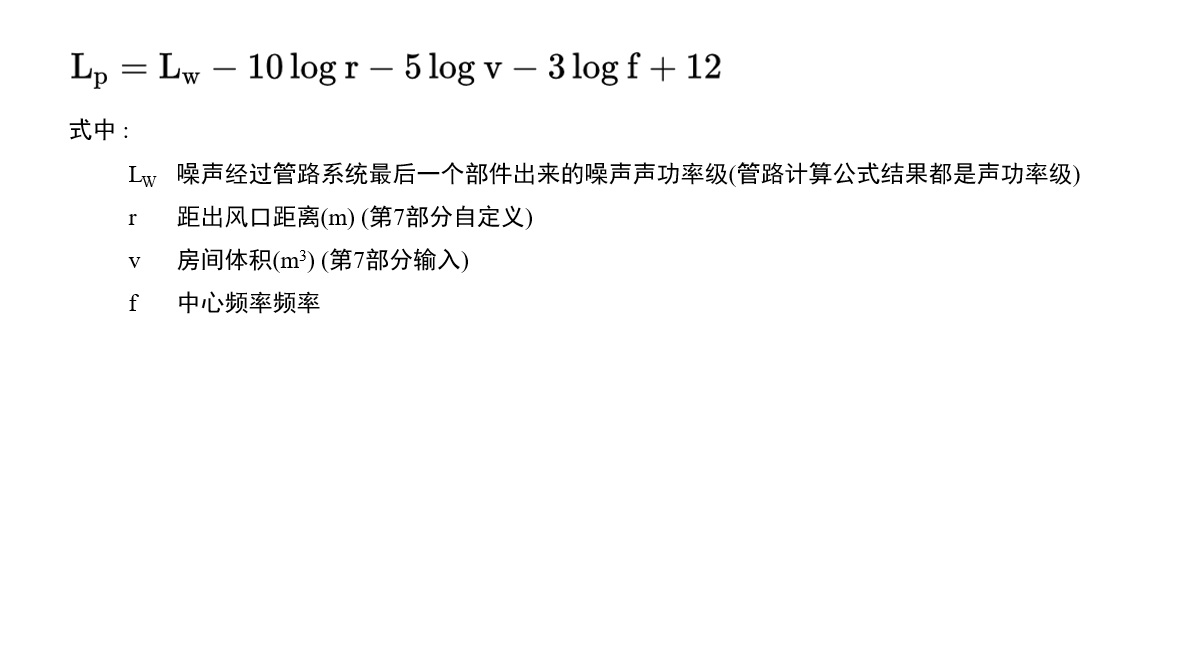 Lp = Lw − 10 log r − 5 log v − 3 log f + 12
式中：
LW 噪声经过管路系统最后一个部件出来的噪声声功率级(管路计算公式结果都是声功率级)
r 距出风口距离(m) (第7部分自定义)
v 房间体积(m³) (第7部分输入)
f 中心频率频率